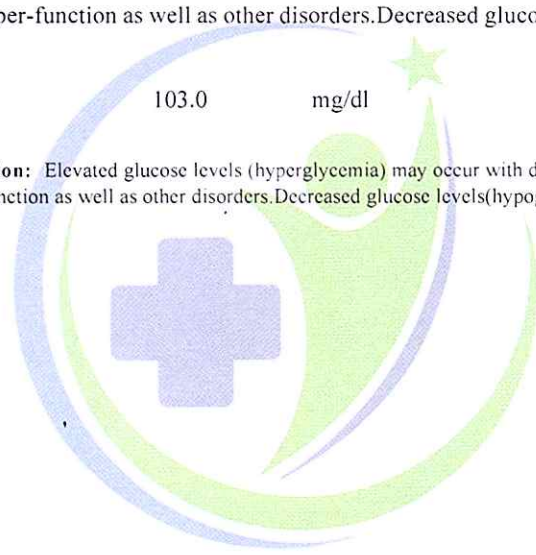 per-function as well as other disorders.Decreased gluco
103.0 mg/dl
on: Elevated glucose levels (hyperglycemia) may occur with d
nction as well as other disorders.Decreased glucose levels(hypog